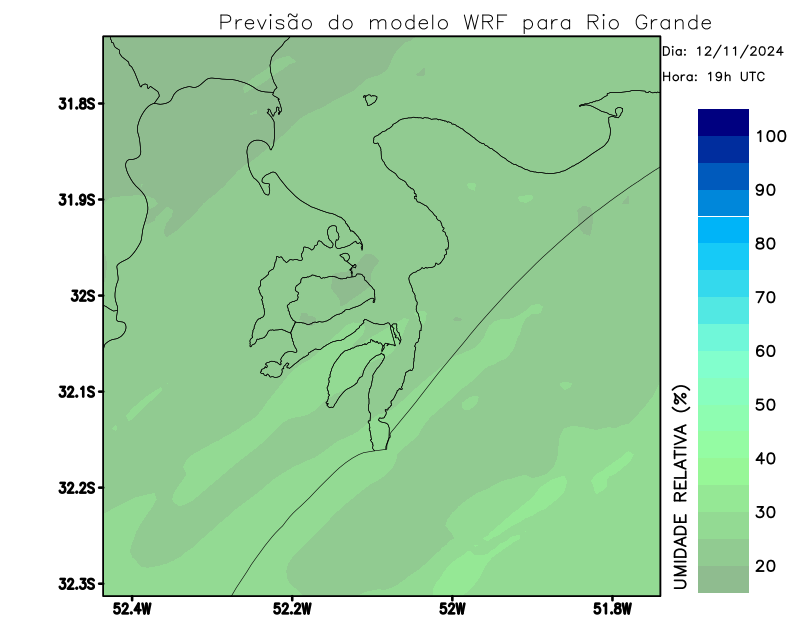 Previsão do modelo WRF para Rio Grande
Dia: 12/11/2024
Hora: 19h UTC
31.8S
31.9S
32S
32.1S
32.2S
32.3S
52.4W
52.2W
52W
51.8W
UMIDADE RELATIVA (%)
100
90
80
70
60
50
40
30
20